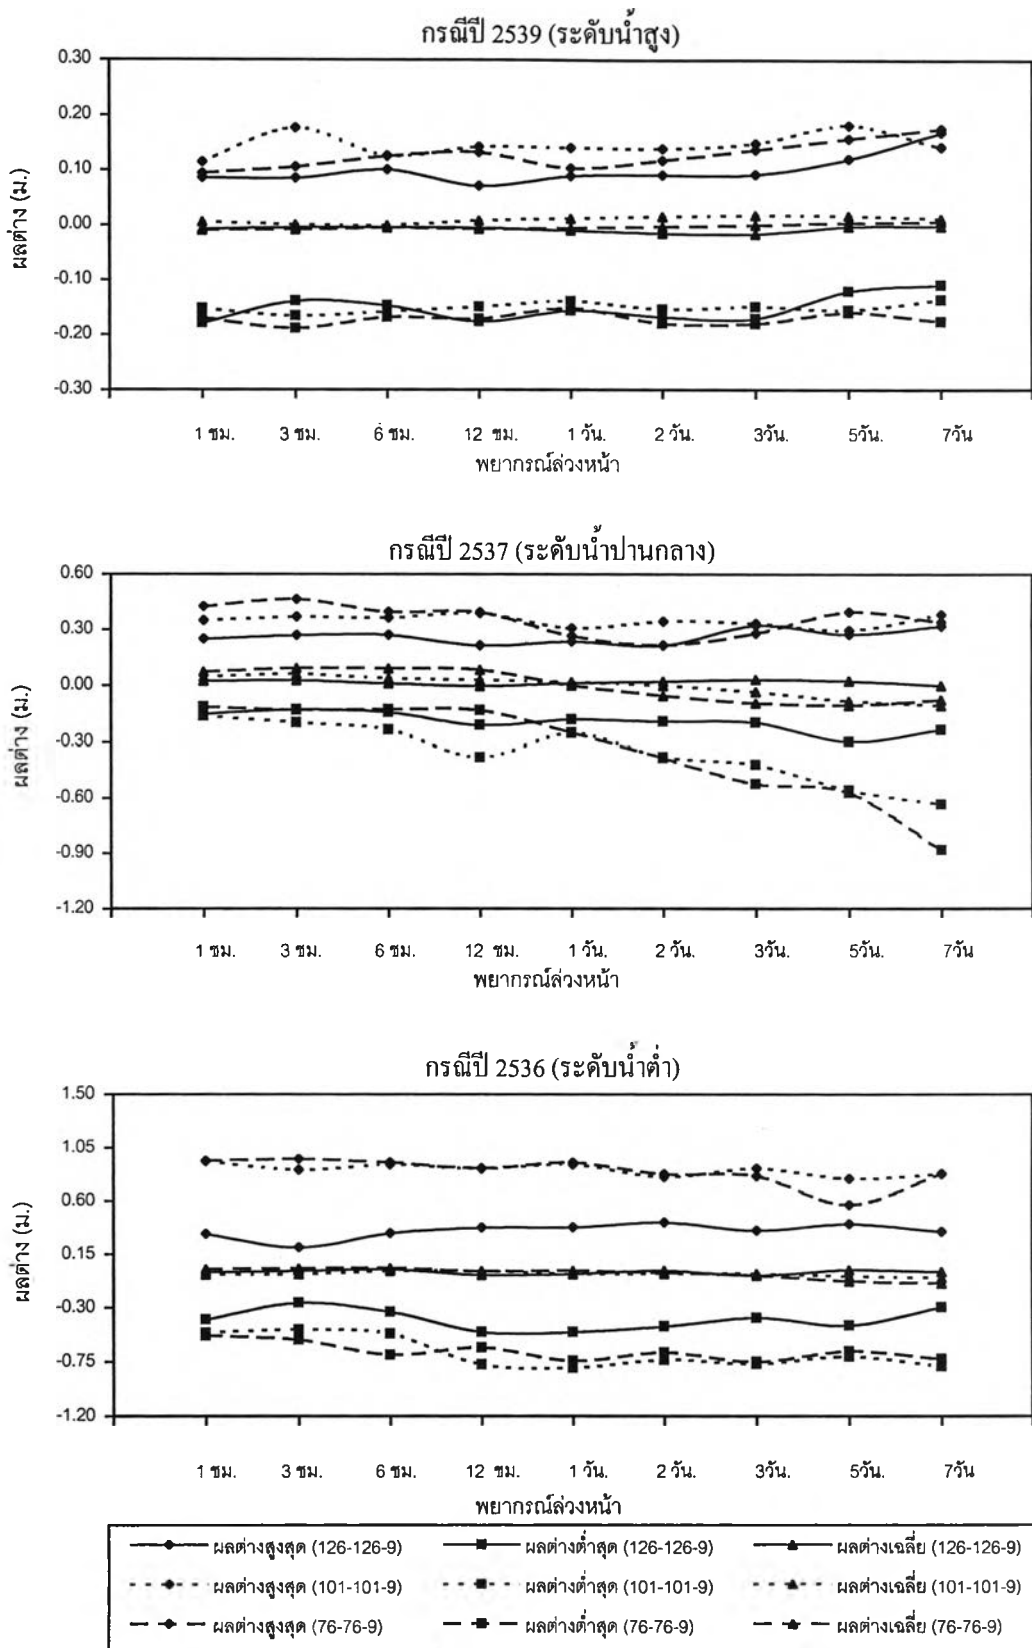 กรณีปี 2539 (ระดับน้ำสูง)
0.30
0.20
0.10
0.00
-0.10
-0.20
-0.30
ผลต่าง (ม.)
1 ชม. 3 ชม. 6 ชม. 12 ชม. 1 วัน. 2 วัน. 3วัน. 5วัน. 7วัน
พยากรณ์ล่วงหน้า
กรณีปี 2537 (ระดับน้ำปานกลาง)
0.60
0.30
0.00
-0.30
-0.60
-0.90
-1.20
ผลต่าง (ม.)
1 ชม. 3 ชม. 6 ชม. 12 ชม. 1 วัน. 2 วัน. 3วัน. 5วัน. 7วัน
พยากรณ์ล่วงหน้า
กรณีปี 2536 (ระดับน้ำต่ำ)
1.50
1.05
0.60
0.15
-0.30
-0.75
-1.20
ผลต่าง (ม.)
1 ชม. 3 ชม. 6 ชม. 12 ชม. 1 วัน. 2 วัน. 3วัน. 5วัน. 7วัน
พยากรณ์ล่วงหน้า
ผลต่างสูงสุด (126-126-9) ผลต่างต่ำสุด (126-126-9) ผลต่างเฉลี่ย (126-126-9)
ผลต่างสูงสุด (101-101-9) ผลต่างต่ำสุด (101-101-9) ผลต่างเฉลี่ย (101-101-9)
ผลต่างสูงสุด (76-76-9) ผลต่างต่ำสุด (76-76-9) ผลต่างเฉลี่ย (76-76-9)